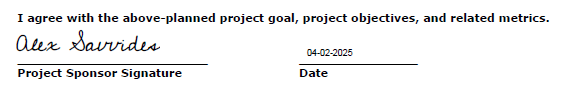 I agree with the above-planned project goal, project objectives, and related metrics.
Alex Savvides
04-02-2025
Project Sponsor Signature
Date